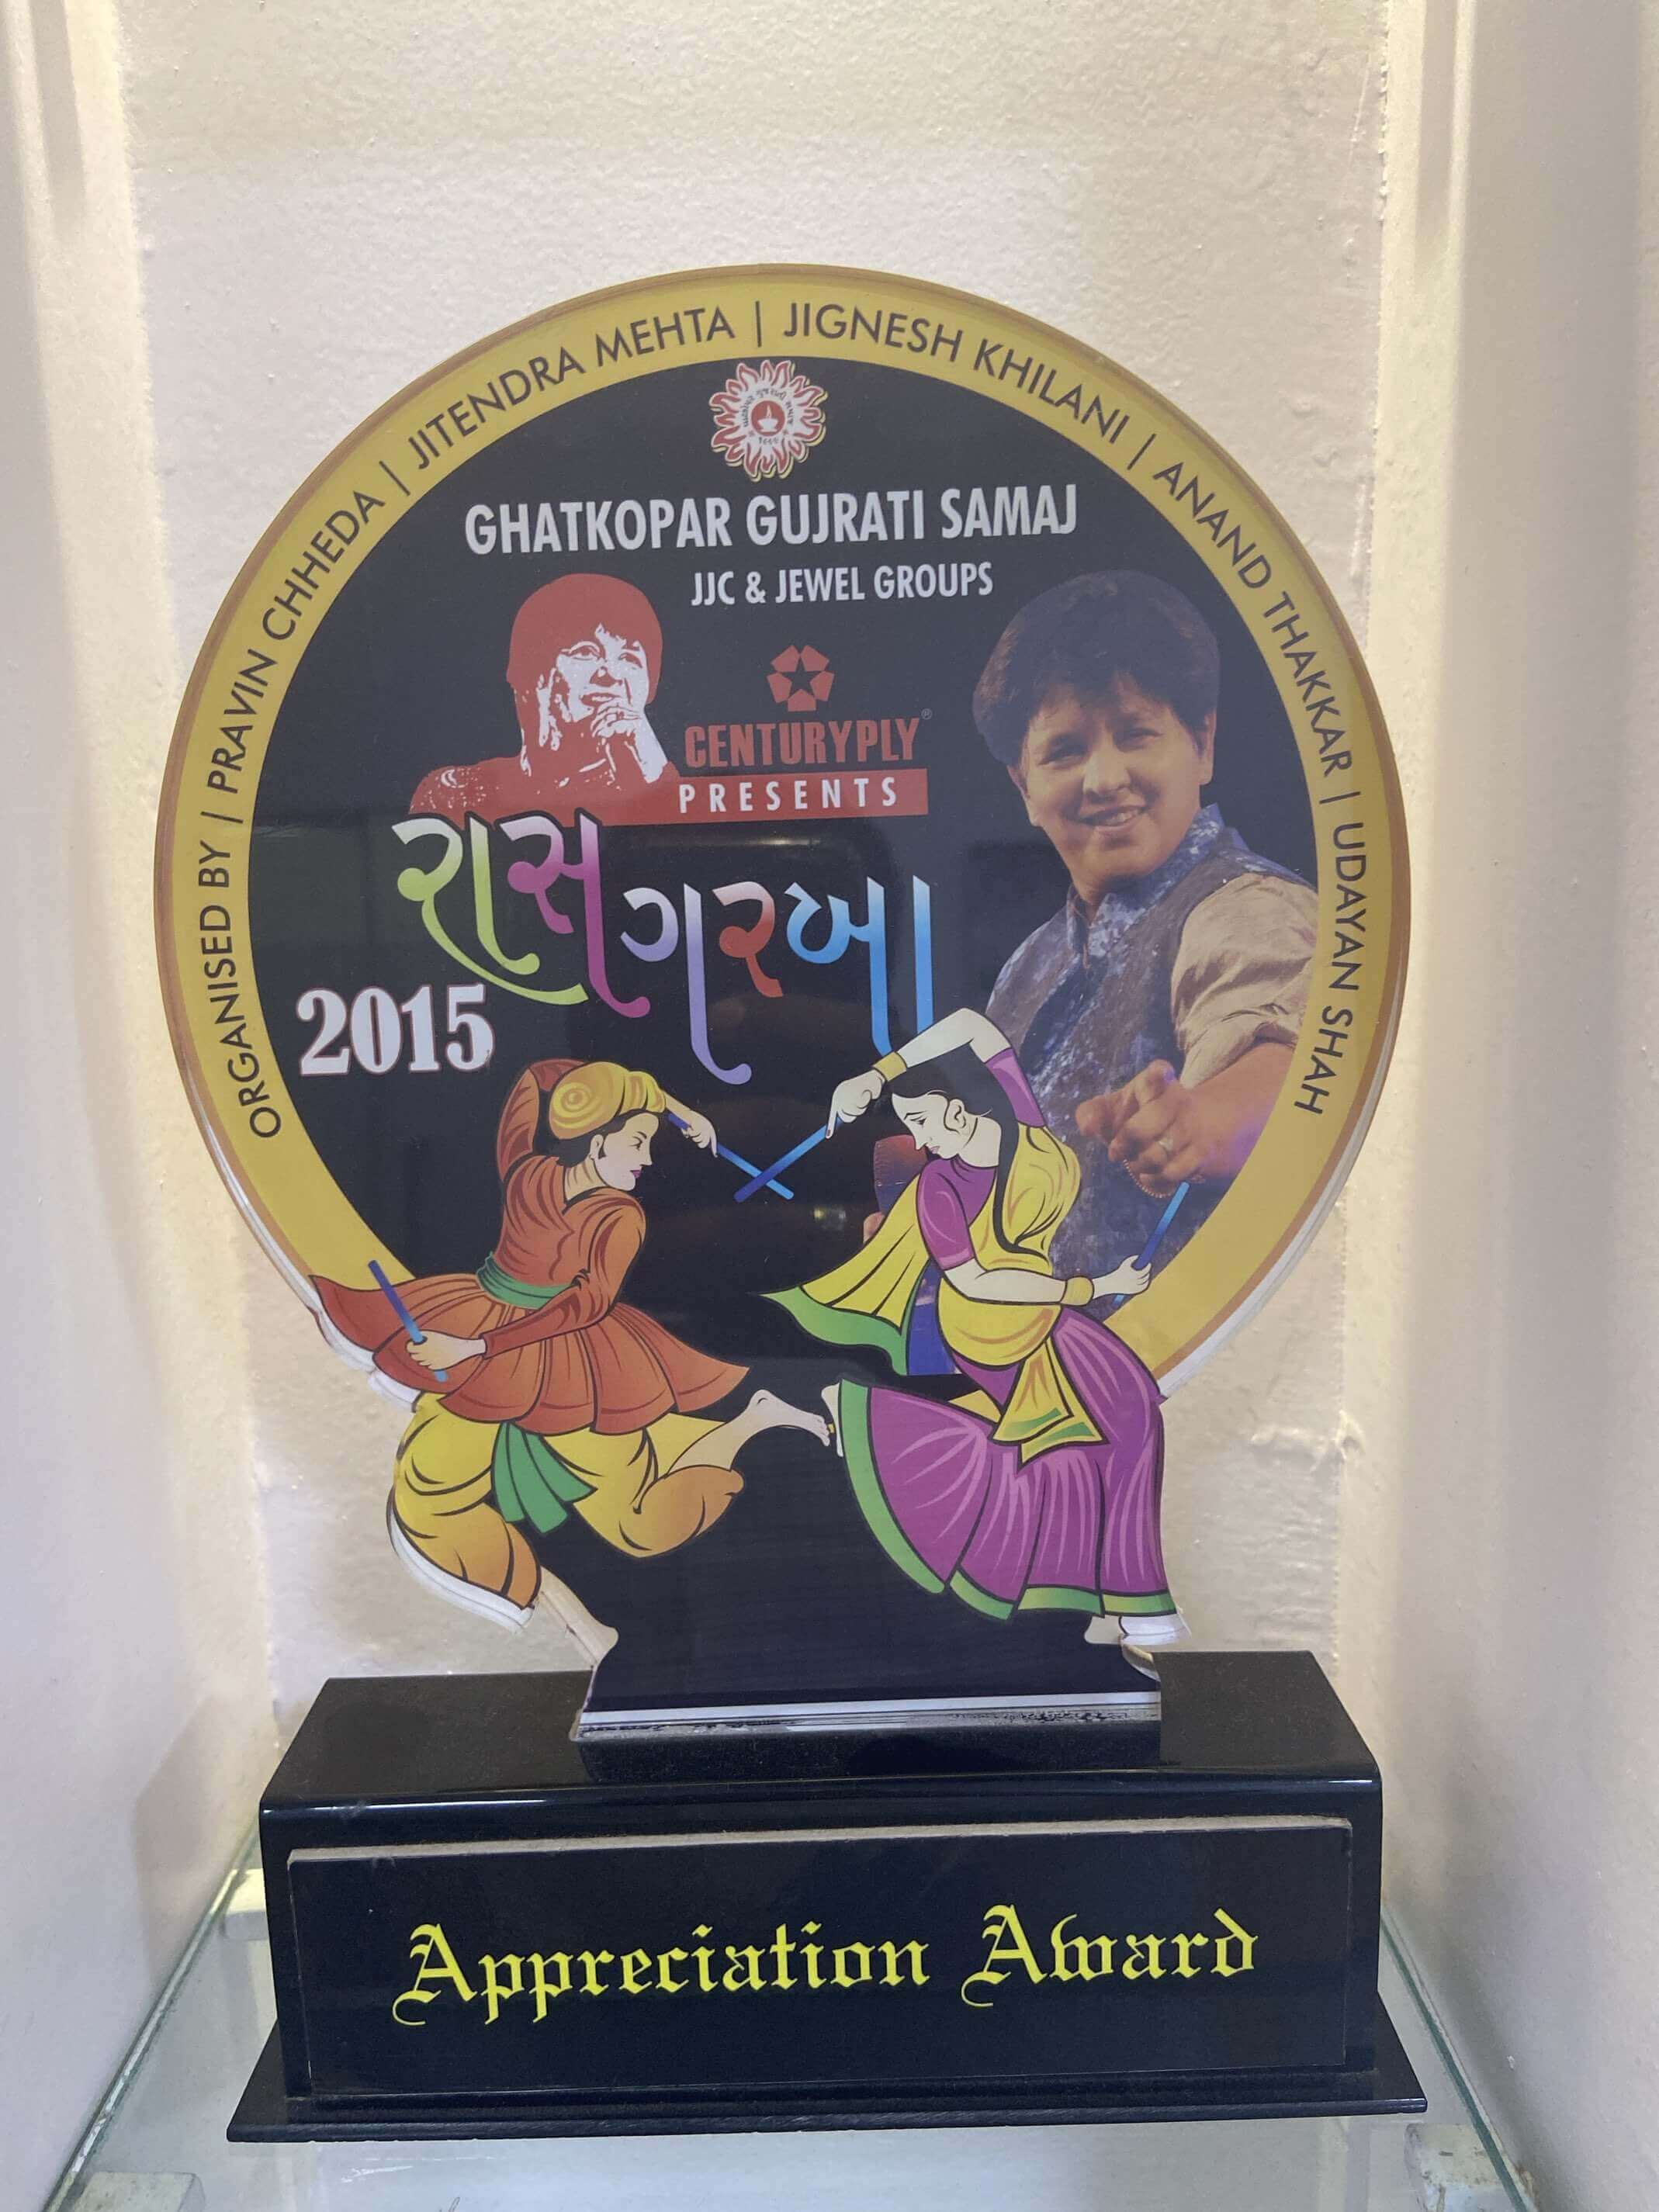 ORGANISED BY | PRAVIN CHHEDA | JITENDRA MEHTA | JIGNESH KHILANI | ANAND THAKKAR | UDAYAN SHAH
GHATKOPAR GUJRATI SAMAJ
JJC & JEWEL GROUPS
CENTURYPLY®
PRESENTS
રાસ
ગરબા
2015
Appreciation Award